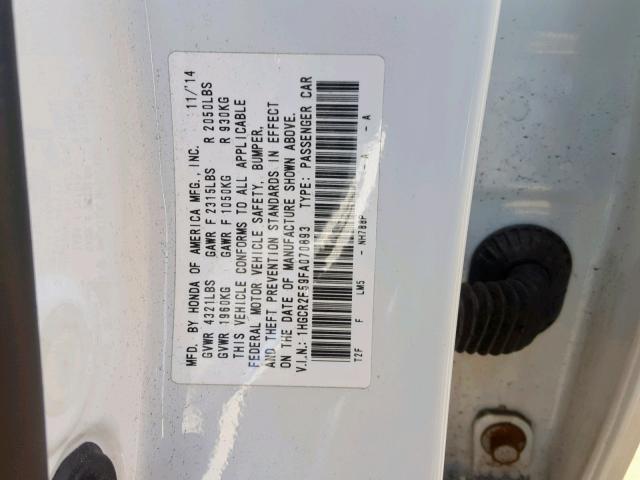 MFD. BY HONDA OF AMERICA MFG., INC. 11/'14
GVWR 4321LBS GAWR F 2315LBS R 2050LBS
GVWR 1960KG GAWR F 1050KG R 930KG
THIS VEHICLE CONFORMS TO ALL APPLICABLE
FEDERAL MOTOR VEHICLE SAFETY, BUMPER,
AND THEFT PREVENTION STANDARDS IN EFFECT
ON THE DATE OF MANUFACTURE SHOWN ABOVE.
V.I.N.: 1HGCR2F59FA070693 TYPE: PASSENGER CAR
T2F F LM5 - NH788P - A - A